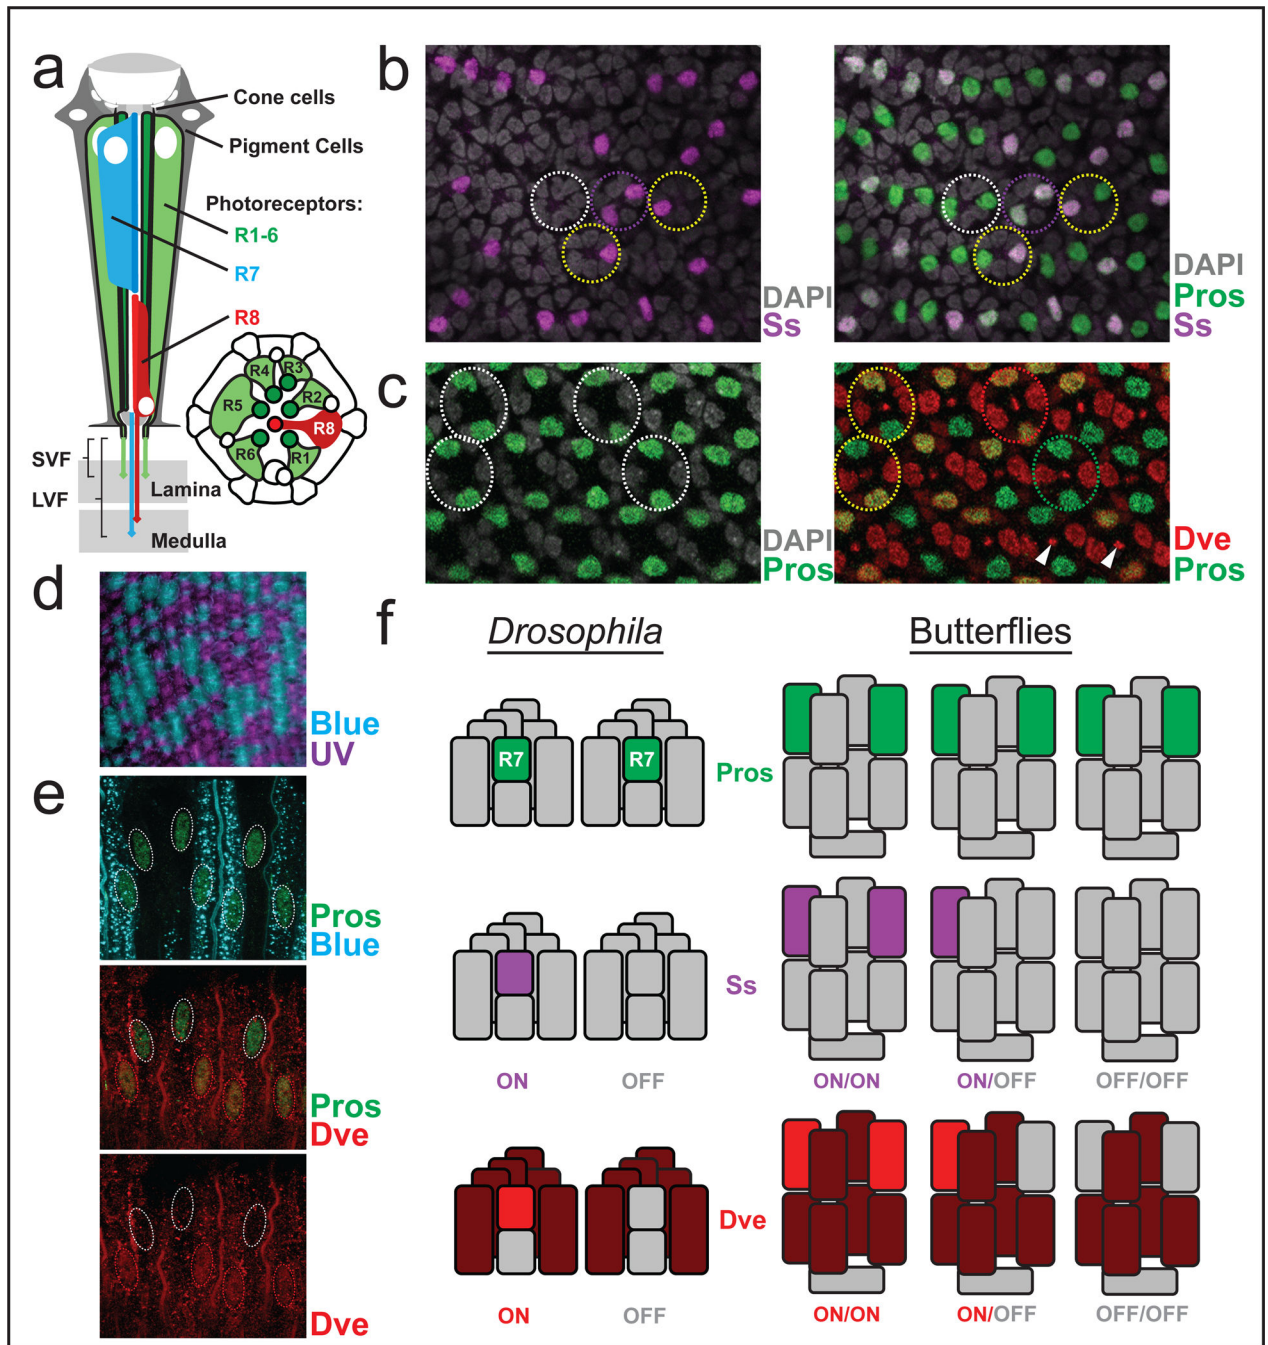 a
Cone cells
Pigment Cells
Photoreceptors:
R1-6
R7
R8
R4
R3
R5
R2
R8
R6
R1
SVF
LVF
Lamina
Medulla
b
DAPI
Ss
DAPI
Pros
Ss
c
DAPI
Pros
Dve
Pros
d
Blue
UV
e
Pros
Blue
Pros
Dve
Dve
f
Drosophila
Butterflies
R7
R7
Pros
Ss
ON
OFF
ON/ON
ON/OFF
OFF/OFF
Dve
ON
OFF
ON/ON
ON/OFF
OFF/OFF